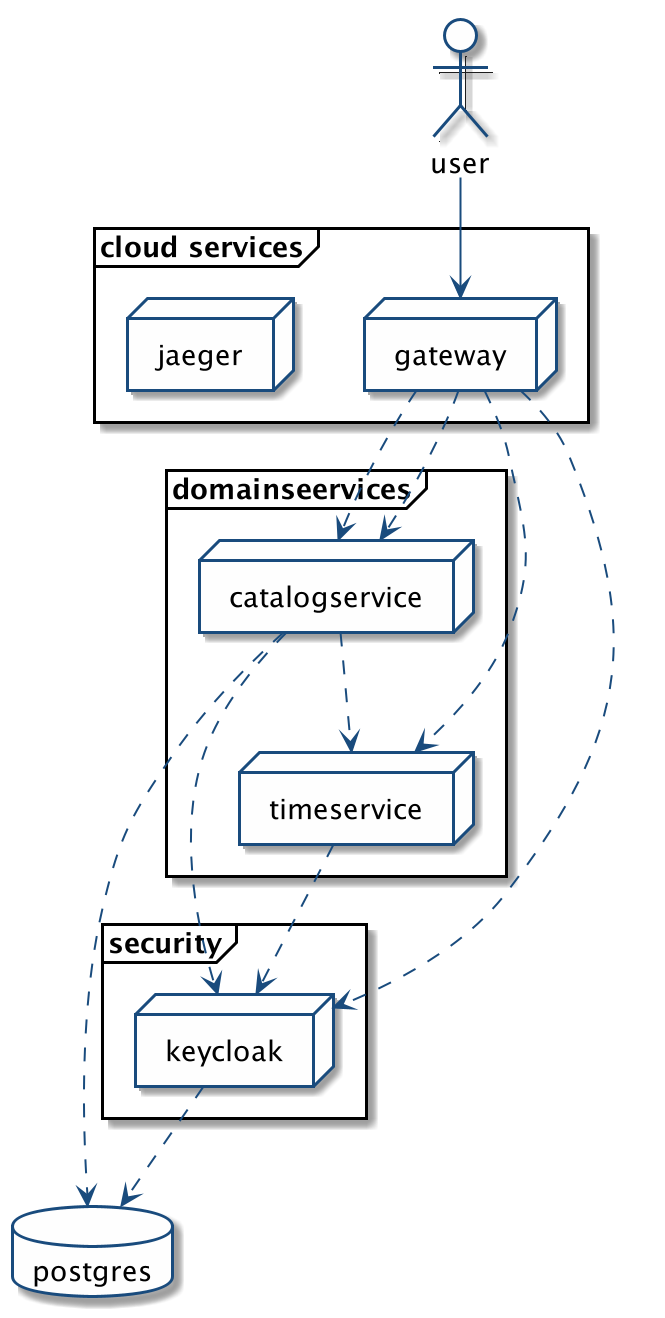 user
cloud services
jaeger
gateway
domainseervices
catalogservice
timeservice
security
keycloak
postgres